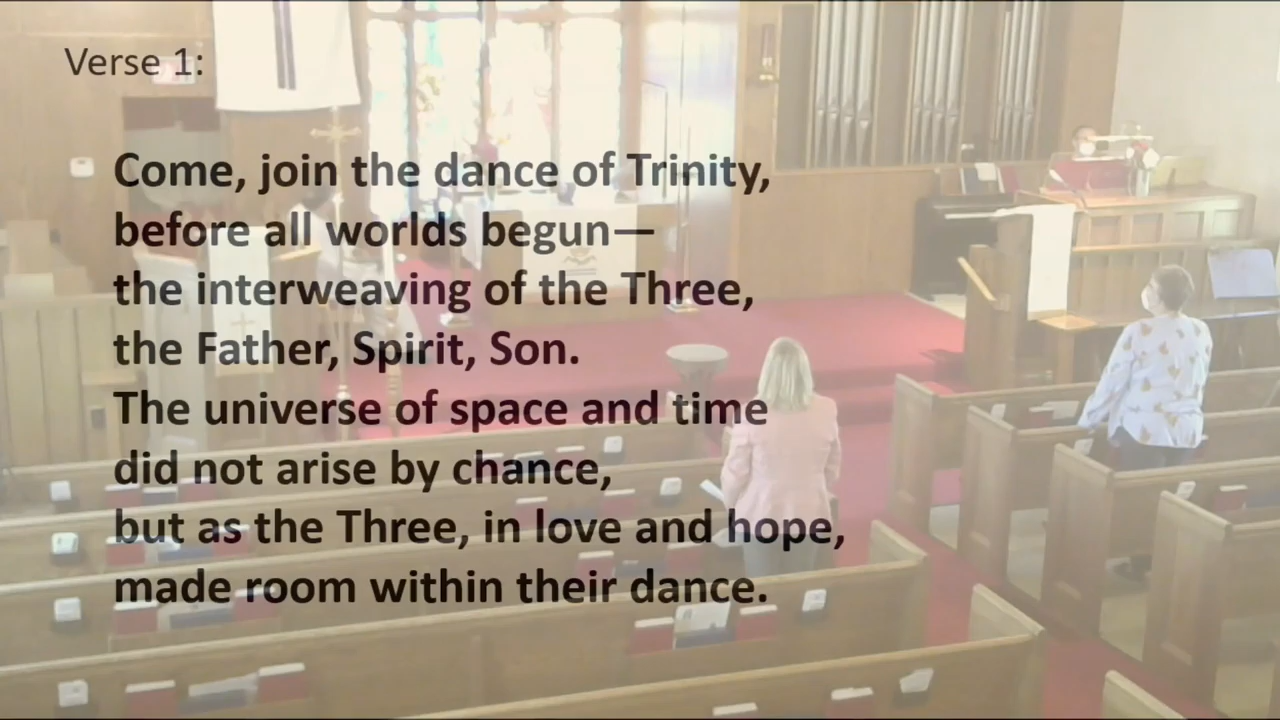 Verse 1:
Come, join the dance of Trinity,
before all worlds begun—
the interweaving of the Three,
the Father, Spirit, Son.
The universe of space and time
did not arise by chance,
but as the Three, in love and hope,
made room within their dance.